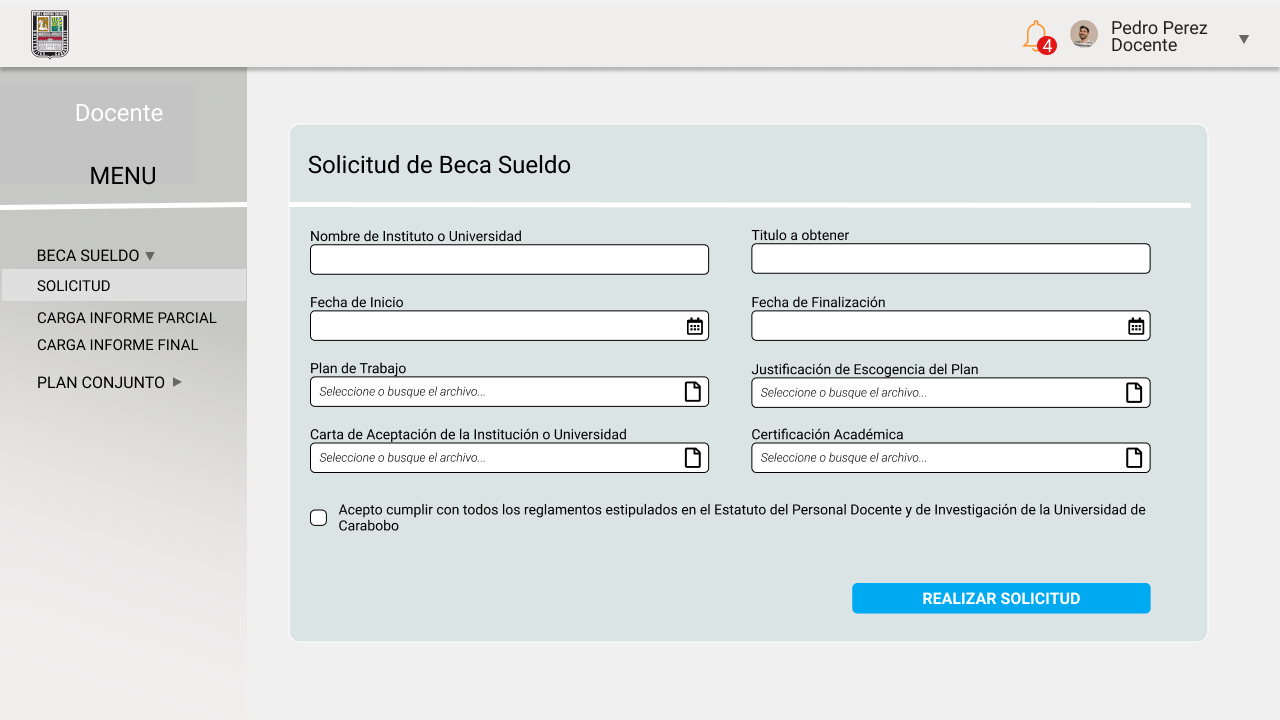 4
Pedro Perez
Docente
Docente
MENU
BECA SUELDO
SOLICITUD
CARGA INFORME PARCIAL
CARGA INFORME FINAL
PLAN CONJUNTO
Solicitud de Beca Sueldo
Nombre de Instituto o Universidad
Titulo a obtener
Fecha de Inicio
Fecha de Finalización
Plan de Trabajo
Justificación de Escogencia del Plan
Seleccione o busque el archivo...
Seleccione o busque el archivo...
Carta de Aceptación de la Institución o Universidad
Certificación Académica
Seleccione o busque el archivo...
Seleccione o busque el archivo...
Acepto cumplir con todos los reglamentos estipulados en el Estatuto del Personal Docente y de Investigación de la Universidad de
Carabobo
REALIZAR SOLICITUD